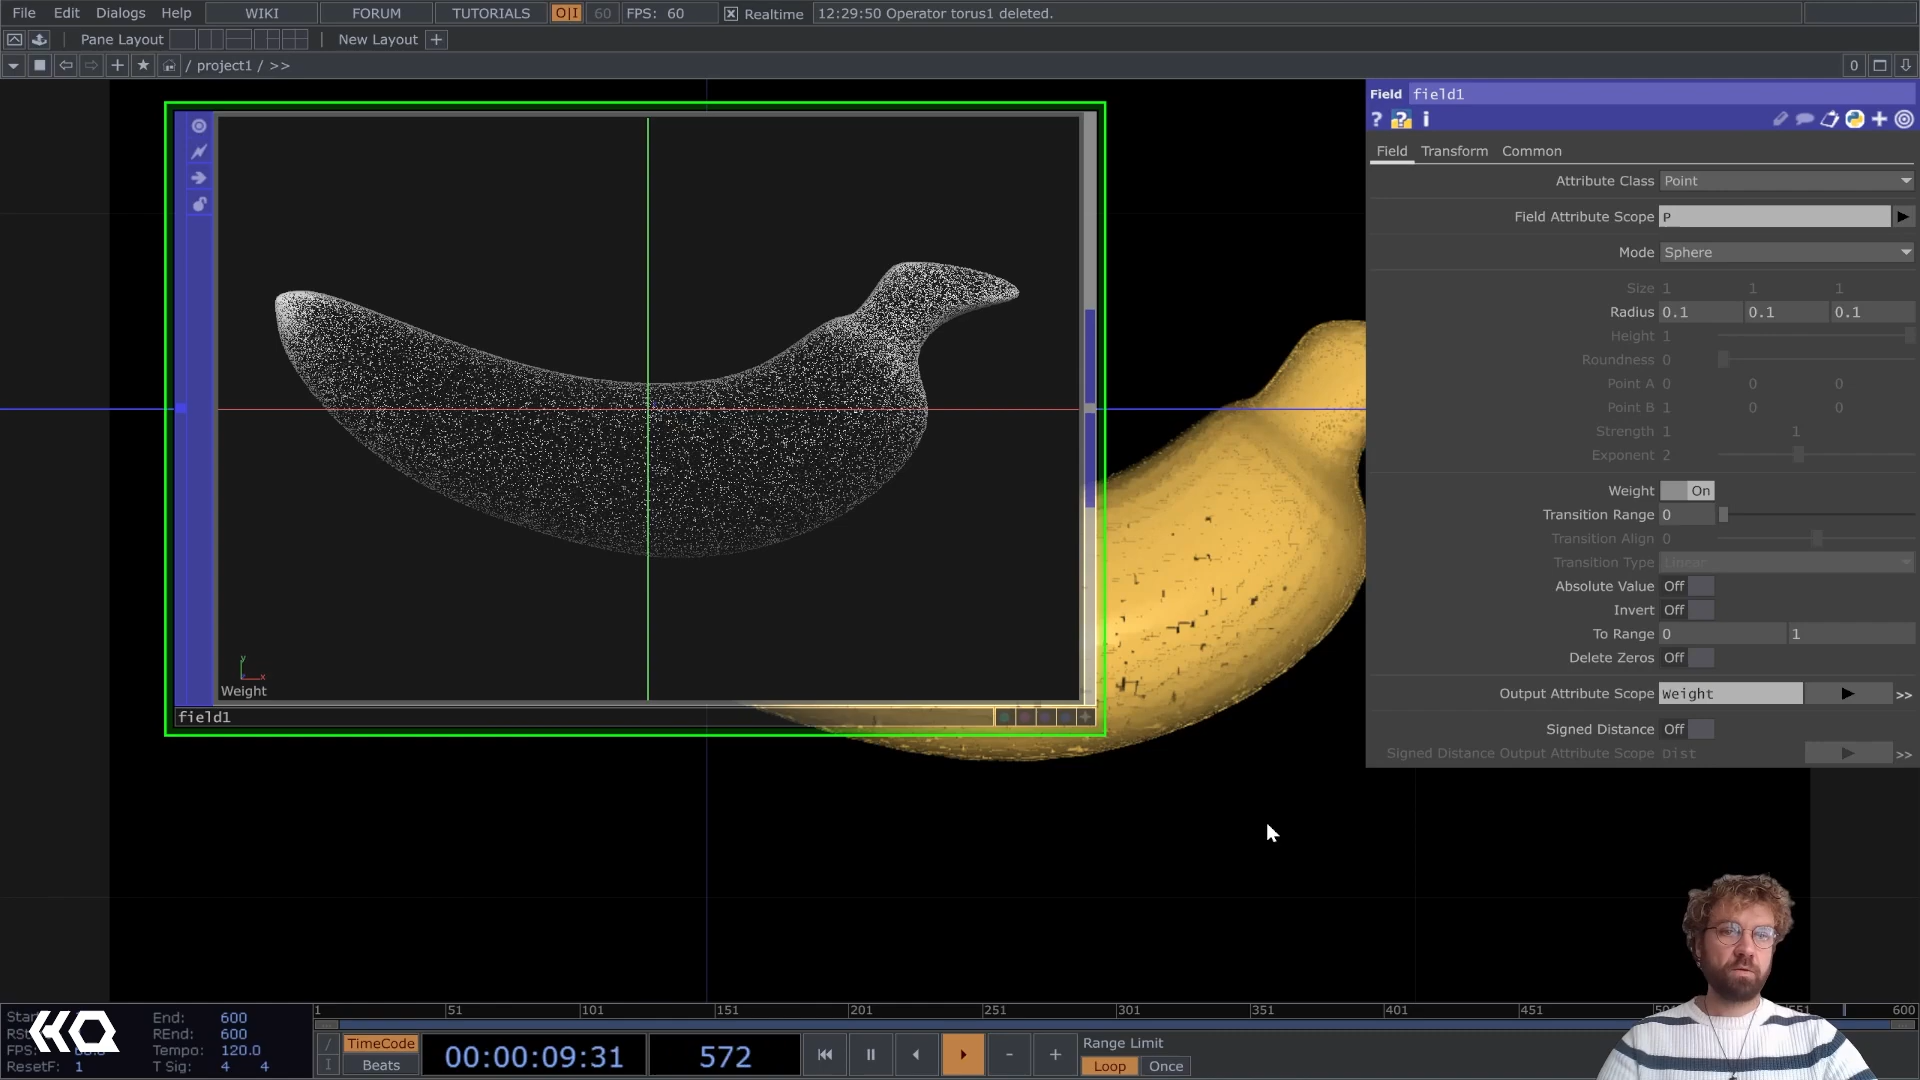 File Edit Dialogs Help WIKI FORUM TUTORIALS O|I 60 FPS: 60 Realtime 12:29:50 Operator torus1 deleted.
Pane Layout New Layout +
/ project1 / >> 0
Field field1
? ? i
Field Transform Common
Attribute Class Point
Field Attribute Scope P
Mode Sphere
Size 1 1 1
Radius 0.1 0.1 0.1
Height 1
Roundness 0
Point A 0 0 0
Point B 1 0 0
Strength 1 1
Exponent 2
Weight On
Transition Range 0
Transition Align 0
Transition Type Linear
Absolute Value Off
Invert Off
To Range 0 1
Delete Zeros Off
Output Attribute Scope Weight >>
Signed Distance Off
Signed Distance Output Attribute Scope Dist >>
y
x
Weight
field1
1 51 101 151 201 251 301 351 401 451 551 600
End: 600
REnd: 600
FPS: Tempo: 120.0
ResetF: 1 T Sig: 4 4
HQ
TimeCode
Beats
00:00:09:31 572
- +
Range Limit
Loop Once